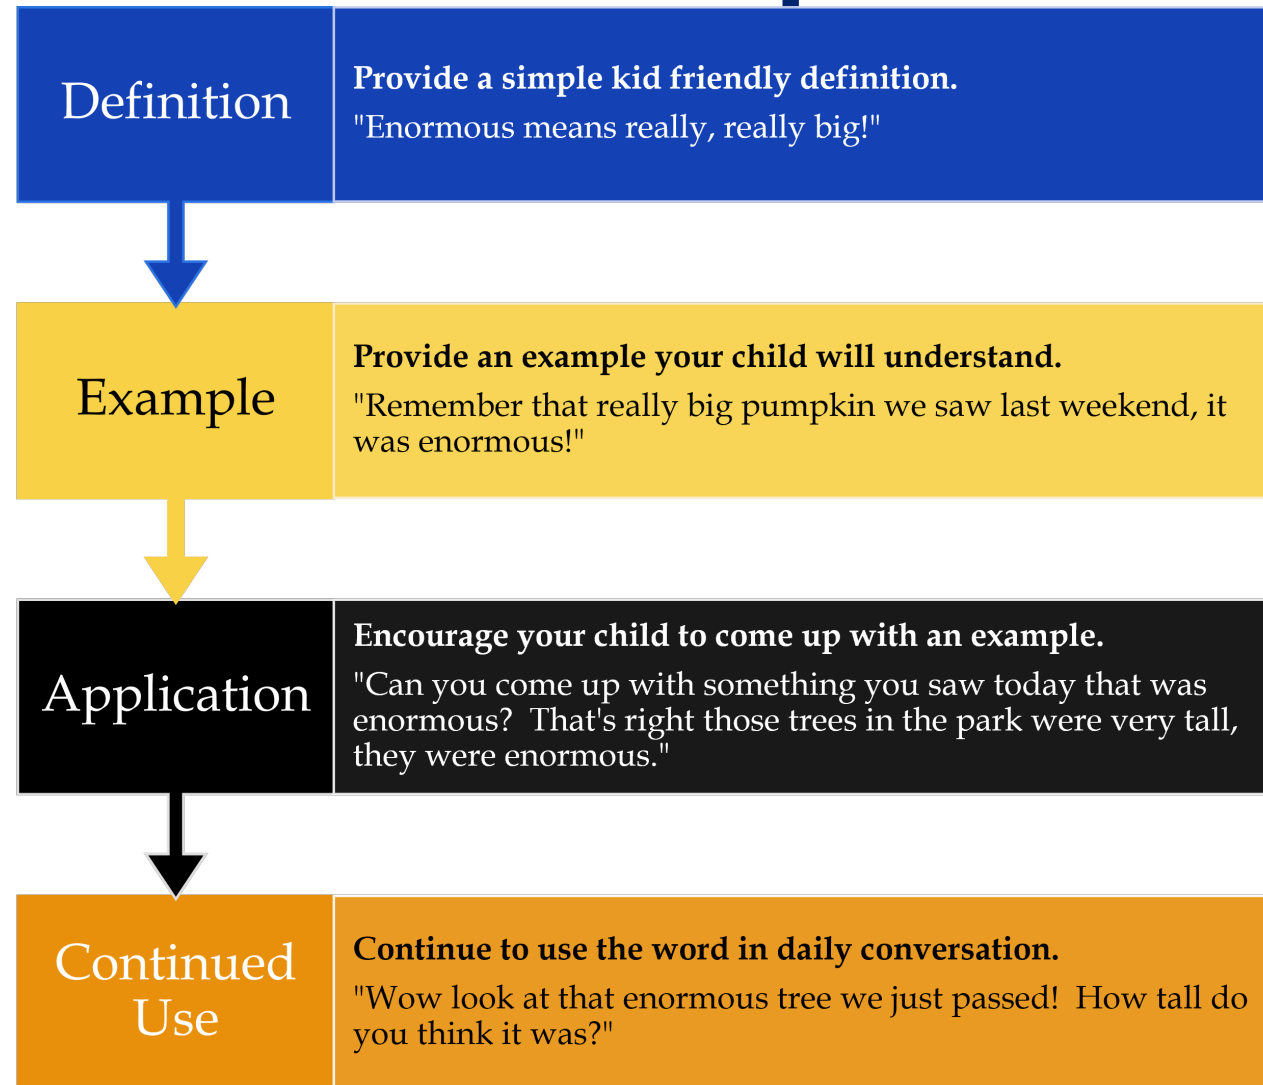 Definition
Provide a simple kid friendly definition.
"Enormous means really, really big!"
Example
Provide an example your child will understand.
"Remember that really big pumpkin we saw last weekend, it
was enormous!"
Application
Encourage your child to come up with an example.
"Can you come up with something you saw today that was
enormous?  That's right those trees in the park were very tall,
they were enormous."
Continued
Use
Continue to use the word in daily conversation.
"Wow look at that enormous tree we just passed!  How tall do
you think it was?"